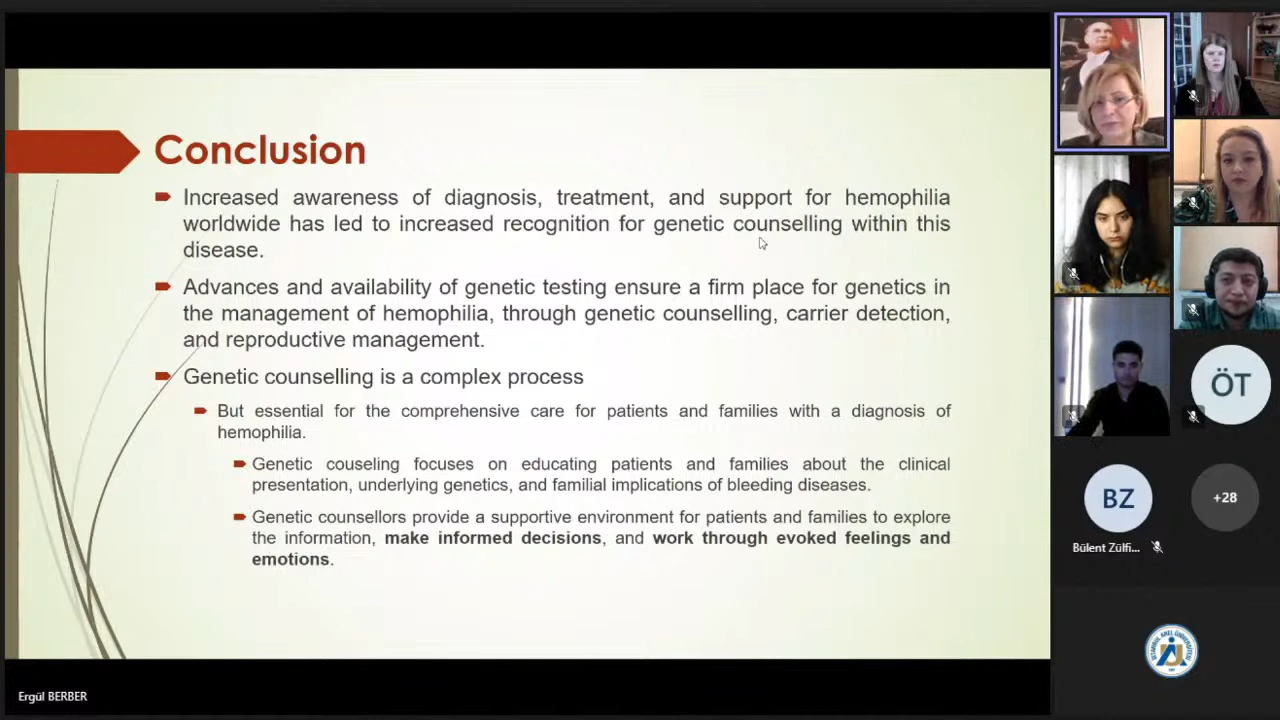 Conclusion
Increased awareness of diagnosis, treatment, and support for hemophilia
worldwide has led to increased recognition for genetic counselling within this
disease.
Advances and availability of genetic testing ensure a firm place for genetics in
the management of hemophilia, through genetic counselling, carrier detection,
and reproductive management.
Genetic counselling is a complex process
But essential for the comprehensive care for patients and families with a diagnosis of
hemophilia.
Genetic couseling focuses on educating patients and families about the clinical
presentation, underlying genetics, and familial implications of bleeding diseases.
Genetic counsellors provide a supportive environment for patients and families to explore
the information, make informed decisions, and work through evoked feelings and
emotions.
ÖT
BZ
+28
Bülent Zülfi...
Ergül BERBER